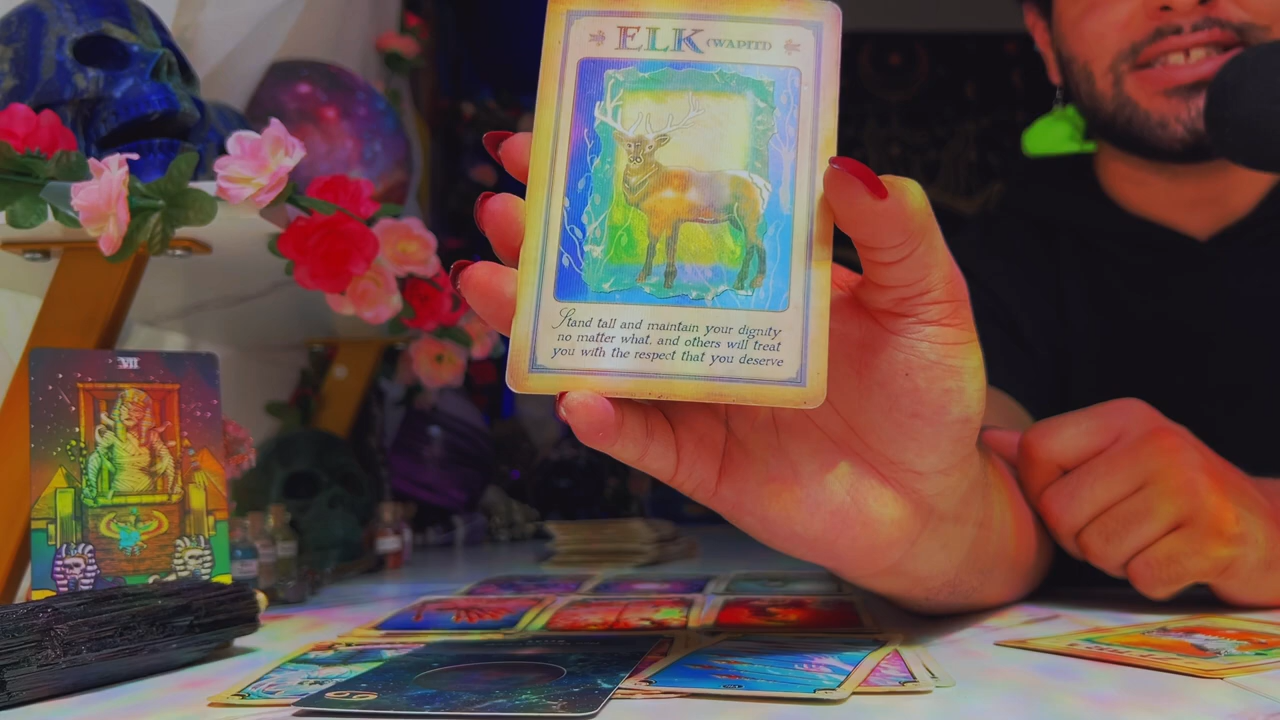 ELK (WAPITI)
Stand tall and maintain your dignity
no matter what, and others will treat
you with the respect that you deserve
VII